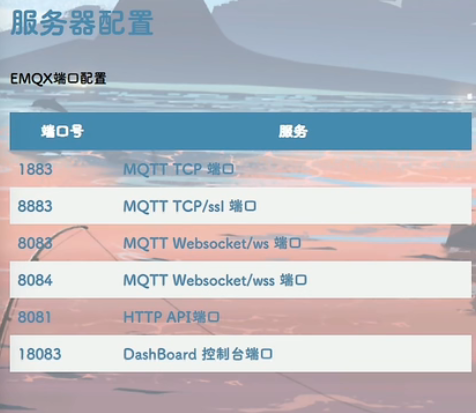 服务器配置
EMQX端口配置
端口号 服务
1883 MQTT TCP 端口
8883 MQTT TCP/ssl 端口
8083 MQTT Websocket/ws 端口
8084 MQTT Websocket/wss 端口
8081 HTTP API端口
18083 DashBoard 控制台端口